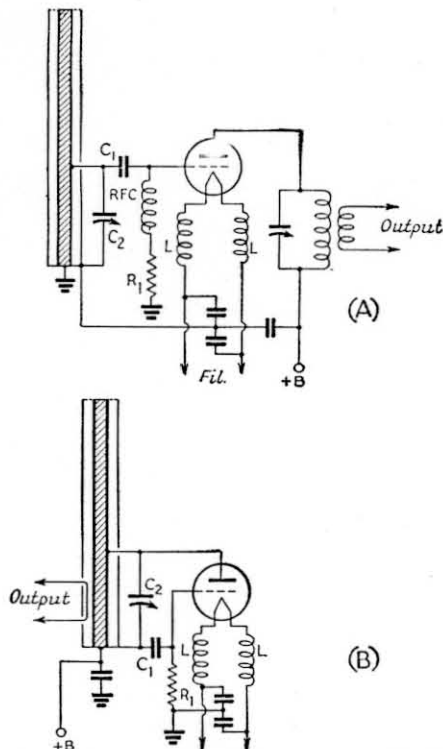 C₁
RFC
C₂
L
L
R₁
Output
(A)
Fil.
+B
Output
C₂
C₁
L
L
R₁
(B)
+B